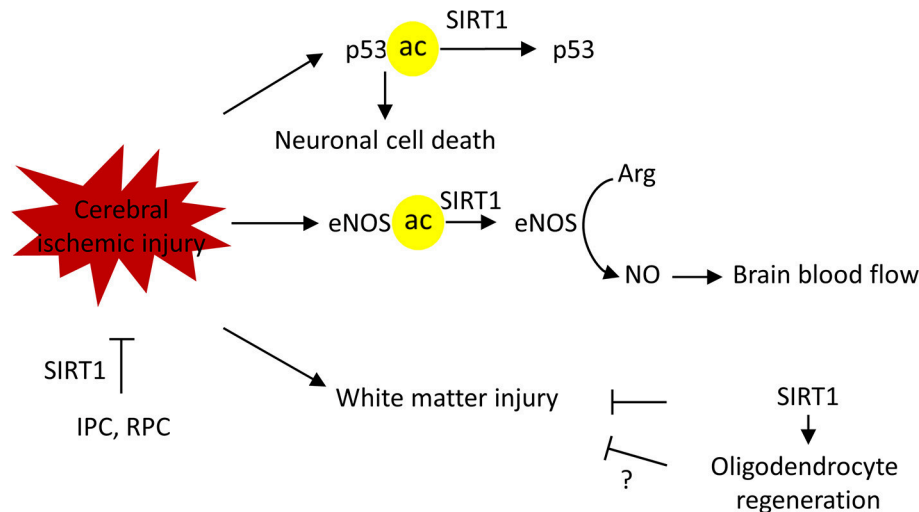 SIRT1
p53 ac p53
Neuronal cell death
Arg
Cerebral
ischemic injury
eNOS ac SIRT1 eNOS
NO Brain blood flow
SIRT1
IPC, RPC
White matter injury
SIRT1
?
Oligodendrocyte
regeneration